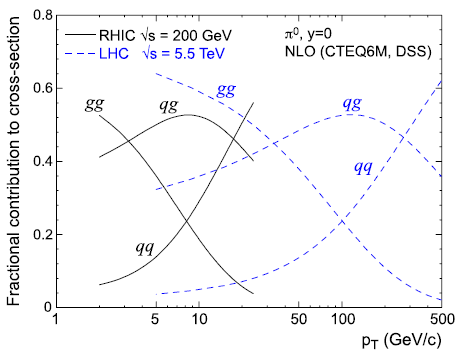 Fractional contribution to cross-section
0.8
0.6
0.4
0.2
0
RHIC √s = 200 GeV
LHC √s = 5.5 TeV
π⁰, y=0
NLO (CTEQ6M, DSS)
gg
qg
qq
gg
qg
qq
1
5
10
50
100
500
p_T (GeV/c)